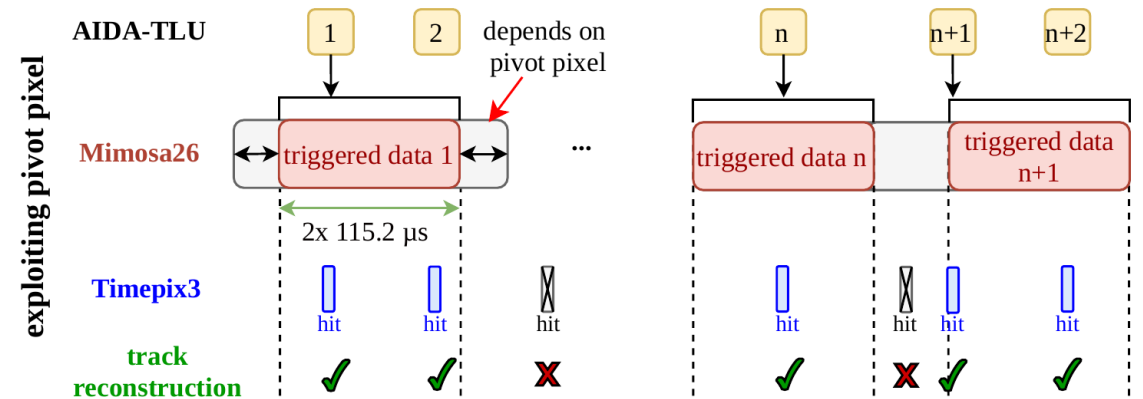 AIDA-TLU
1
2
depends on
pivot pixel
n
n+1
n+2
exploiting pivot pixel
Mimosa26
triggered data 1
...
triggered data n
triggered data
n+1
2x 115.2 µs
Timepix3
hit
hit
hit
hit
hit
hit
hit
track
reconstruction